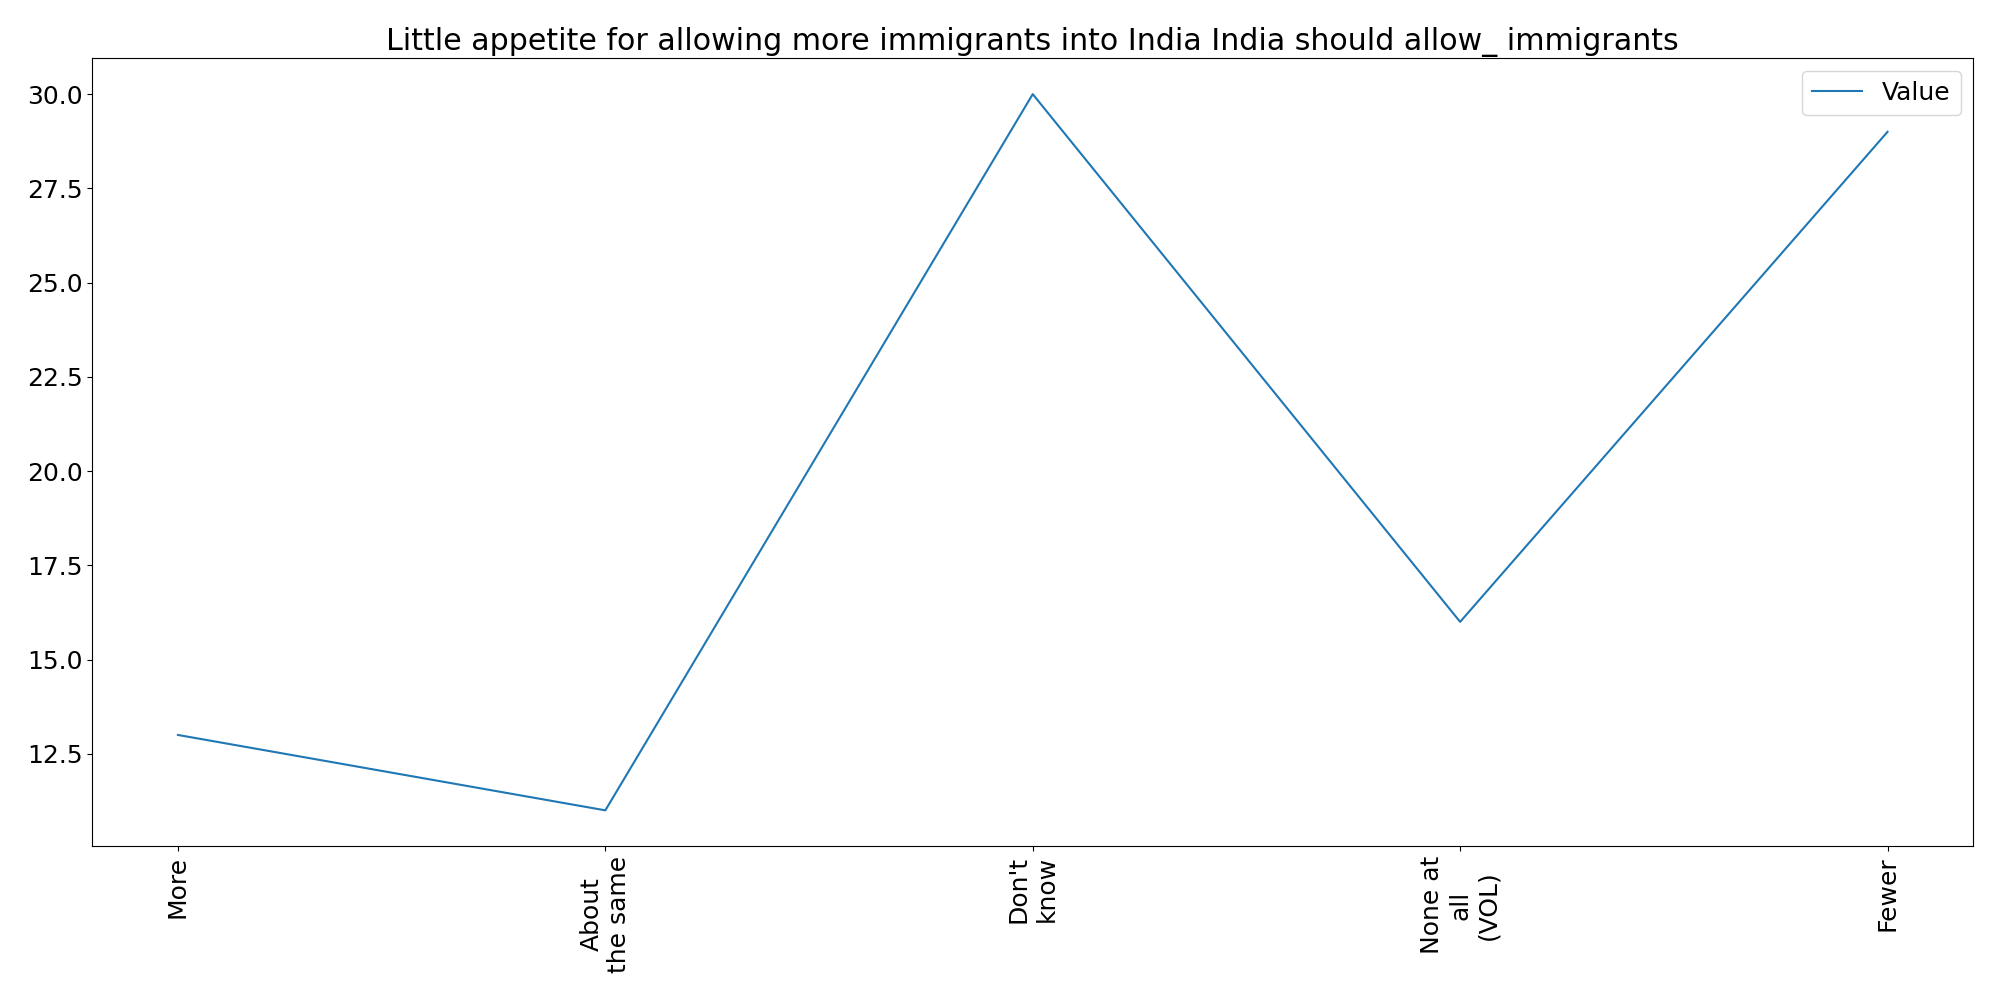 Little appetite for allowing more immigrants into India India should allow_ immigrants
Value
30.0
27.5
25.0
22.5
20.0
17.5
15.0
12.5
More
About
the same
Don't
know
None at
all
(VOL)
Fewer